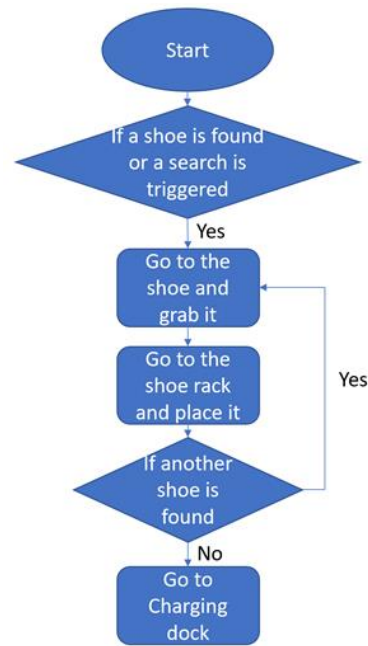 Start
If a shoe is found
or a search is
triggered
Yes
Go to the
shoe and
grab it
Go to the
shoe rack
and place it
Yes
If another
shoe is
found
No
Go to
Charging
dock